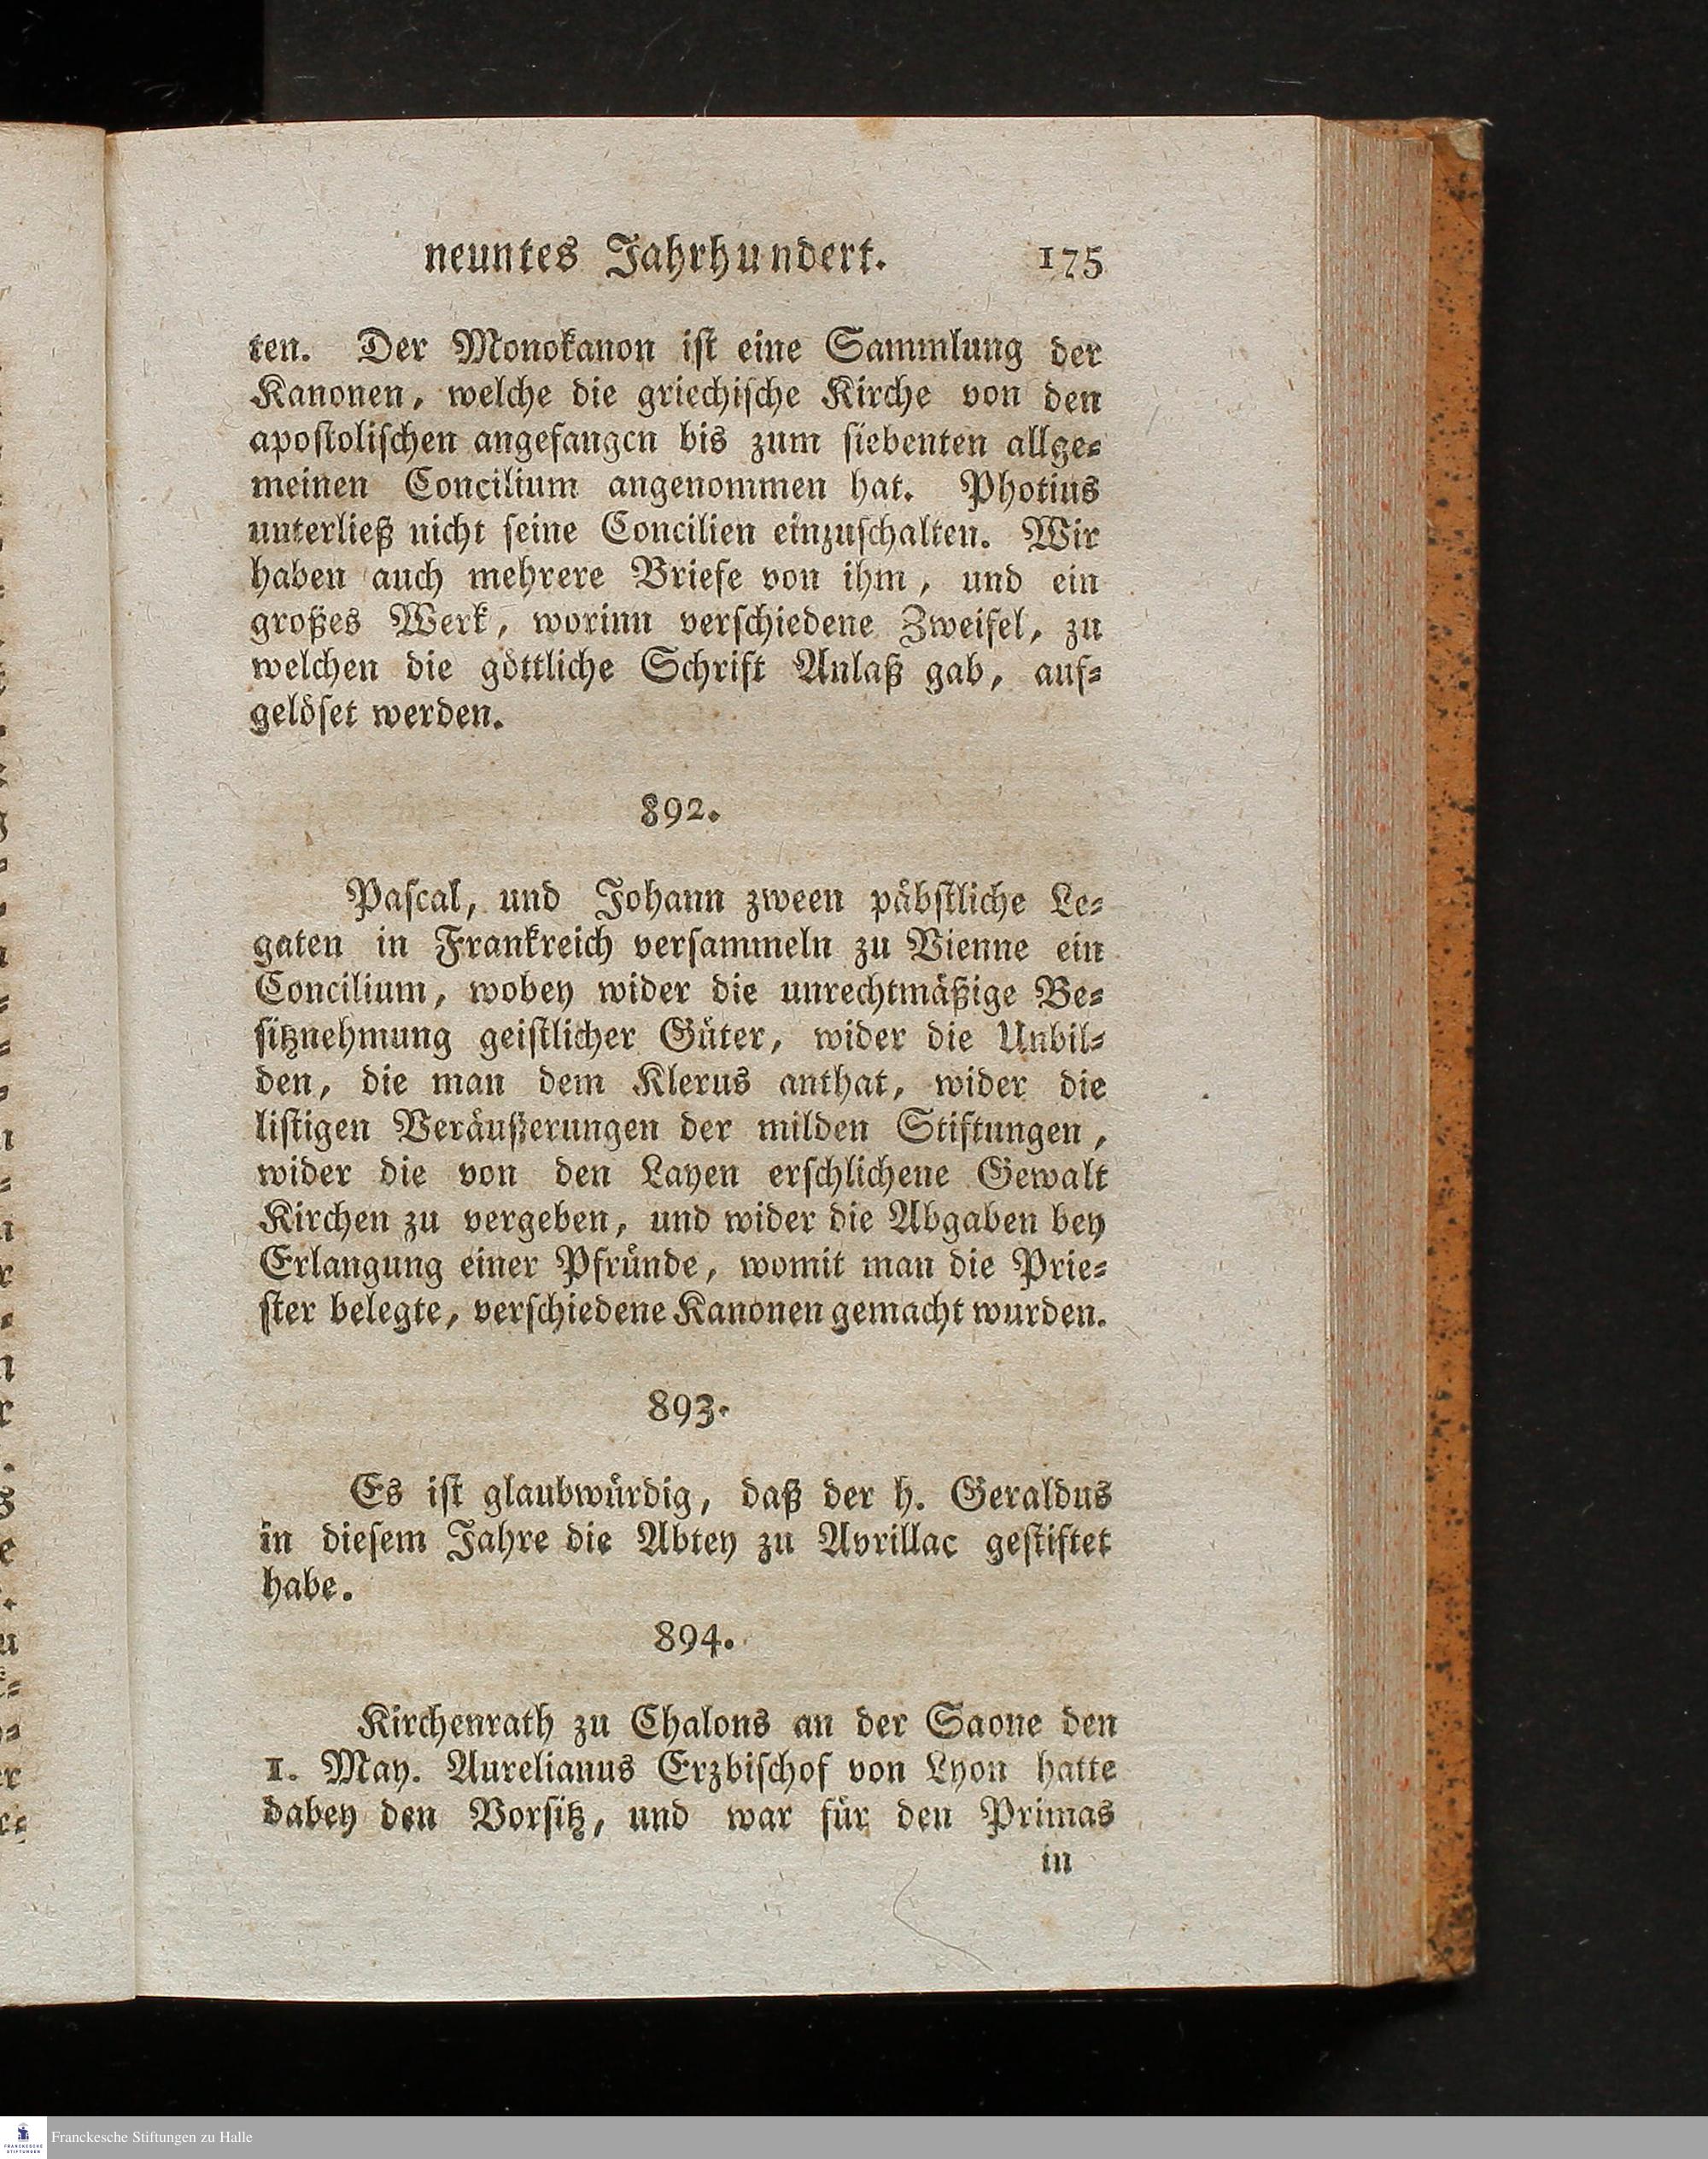 neuntes Jahrhundert. 175
ten. Der Monokanon ist eine Sammlung der
Kanonen, welche die griechische Kirche von den
apostolischen angefangen bis zum siebenten allge-
meinen Concilium angenommen hat. Photius
unterließ nicht seine Concilien einzuschalten. Wir
haben auch mehrere Briefe von ihm, und ein
großes Werk, worinn verschiedene Zweifel, zu
welchen die göttliche Schrift Anlaß gab, auf-
gelöset werden.
892.
Pascal, und Johann zween päbstliche Le-
gaten in Frankreich versammeln zu Vienne ein
Concilium, wobey wider die unrechtmäßige Be-
sitznehmung geistlicher Güter, wider die Unbil-
den, die man dem Klerus anthat, wider die
listigen Veräußerungen der milden Stiftungen,
wider die von den Layen erschlichene Gewalt
Kirchen zu vergeben, und wider die Abgaben bey
Erlangung einer Pfründe, womit man die Prie-
ster belegte, verschiedene Kanonen gemacht wurden.
893.
Es ist glaubwürdig, daß der h. Geraldus
in diesem Jahre die Abtey zu Avrillac gestiftet
habe.
894.
Kirchenrath zu Chalons an der Saone den
1. May. Aurelianus Erzbischof von Lyon hatte
dabey den Vorsitz, und war für den Primas
in
Franckesche Stiftungen zu Halle